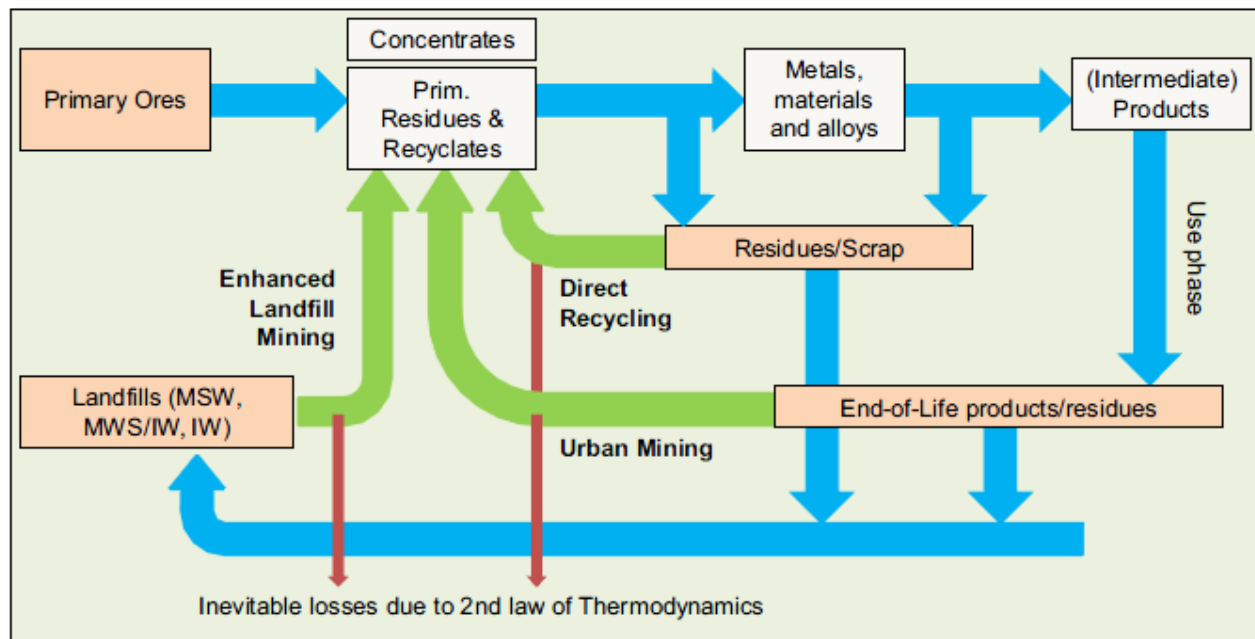 Concentrates
Primary Ores
Prim.
Residues &
Recyclates
Metals,
materials
and alloys
(Intermediate)
Products
Use phase
Residues/Scrap
Enhanced
Landfill
Mining
Direct
Recycling
Landfills (MSW,
MWS/IW, IW)
End-of-Life products/residues
Urban Mining
Inevitable losses due to 2nd law of Thermodynamics